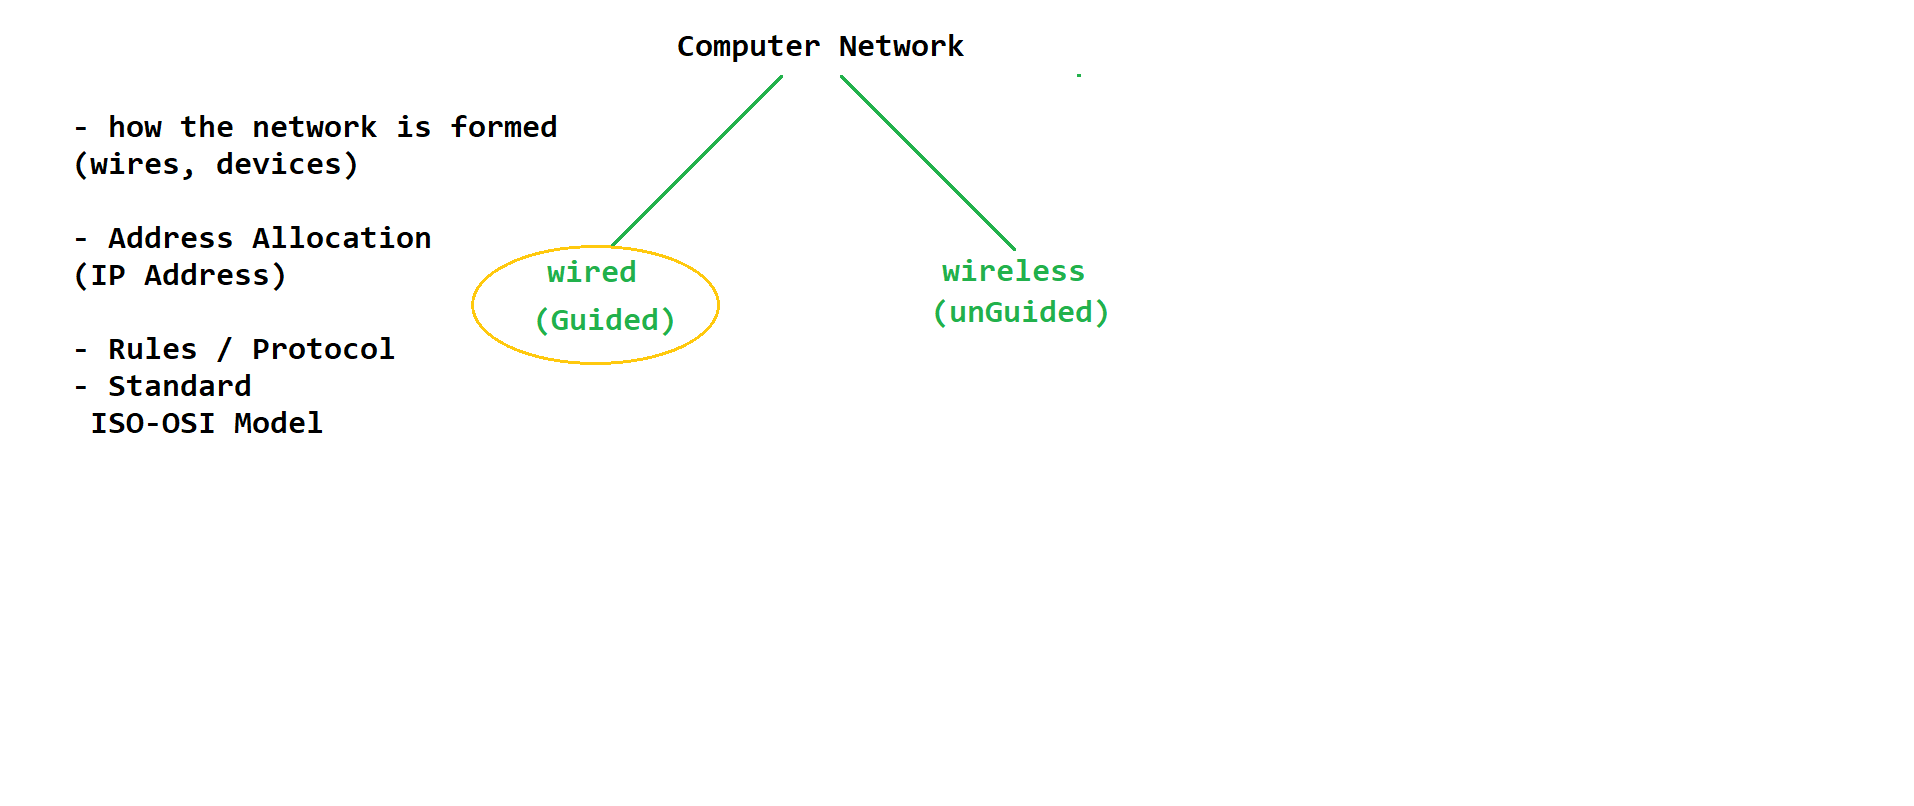 Computer Network
- how the network is formed
(wires, devices)
- Address Allocation
(IP Address)
- Rules / Protocol
- Standard
ISO-OSI Model
wired
(Guided)
wireless
(unGuided)